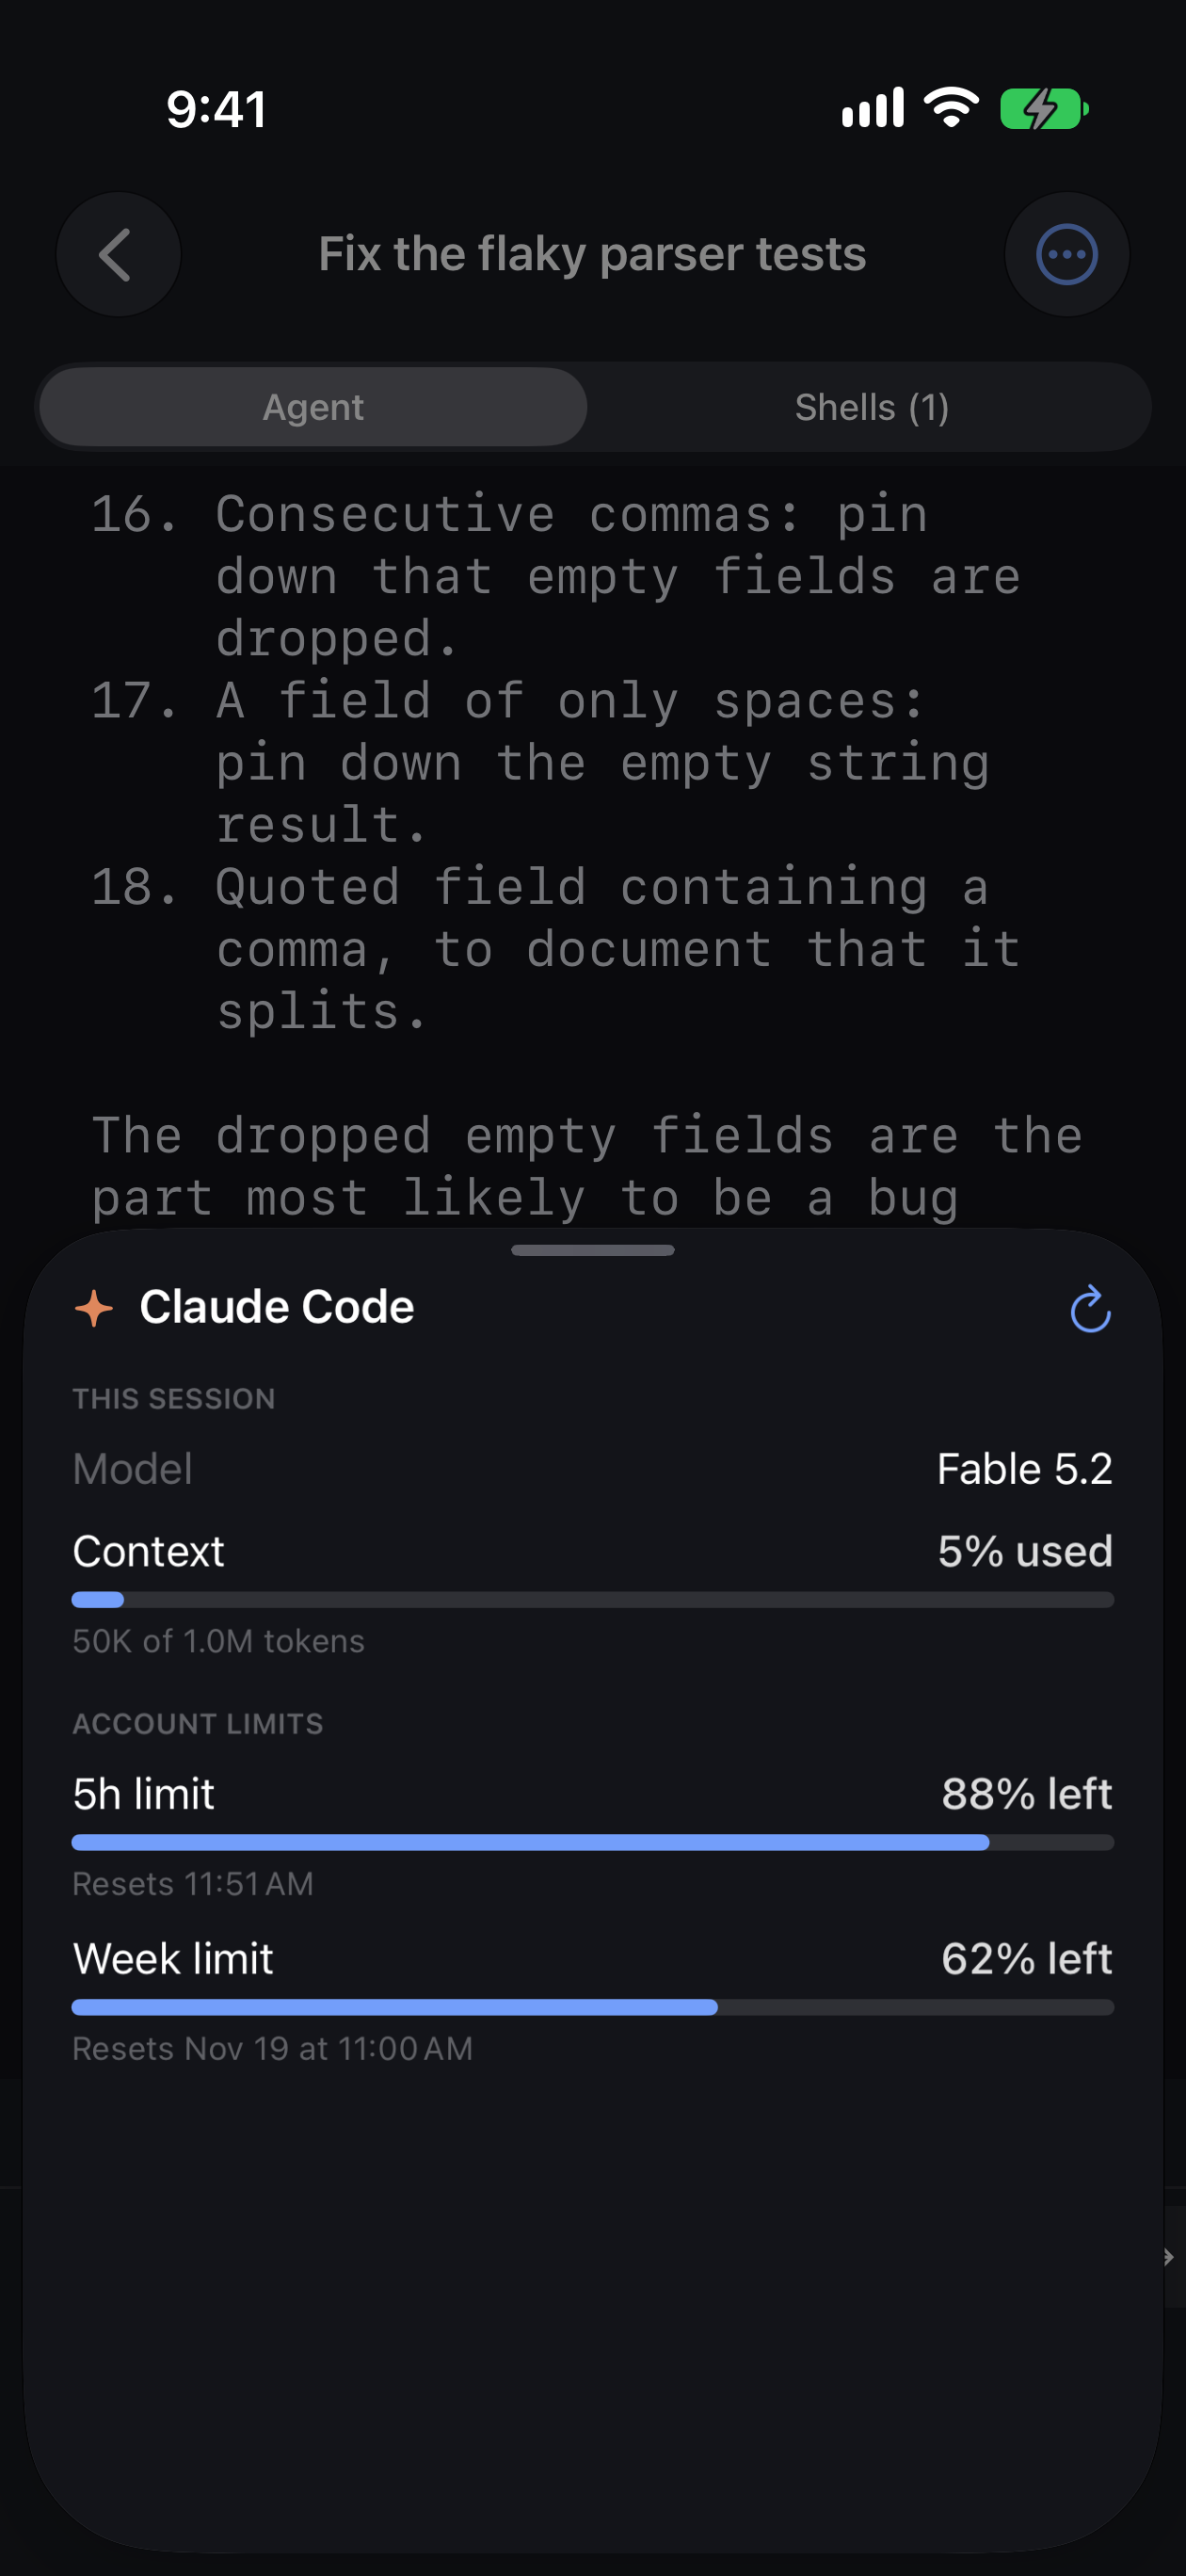 9:41
Fix the flaky parser tests
Agent
Shells (1)
16. Consecutive commas: pin
down that empty fields are
dropped.
17. A field of only spaces:
pin down the empty string
result.
18. Quoted field containing a
comma, to document that it
splits.
The dropped empty fields are the
part most likely to be a bug
Claude Code
THIS SESSION
Model
Fable 5.2
Context
5% used
50K of 1.0M tokens
ACCOUNT LIMITS
5h limit
88% left
Resets 11:51 AM
Week limit
62% left
Resets Nov 19 at 11:00 AM